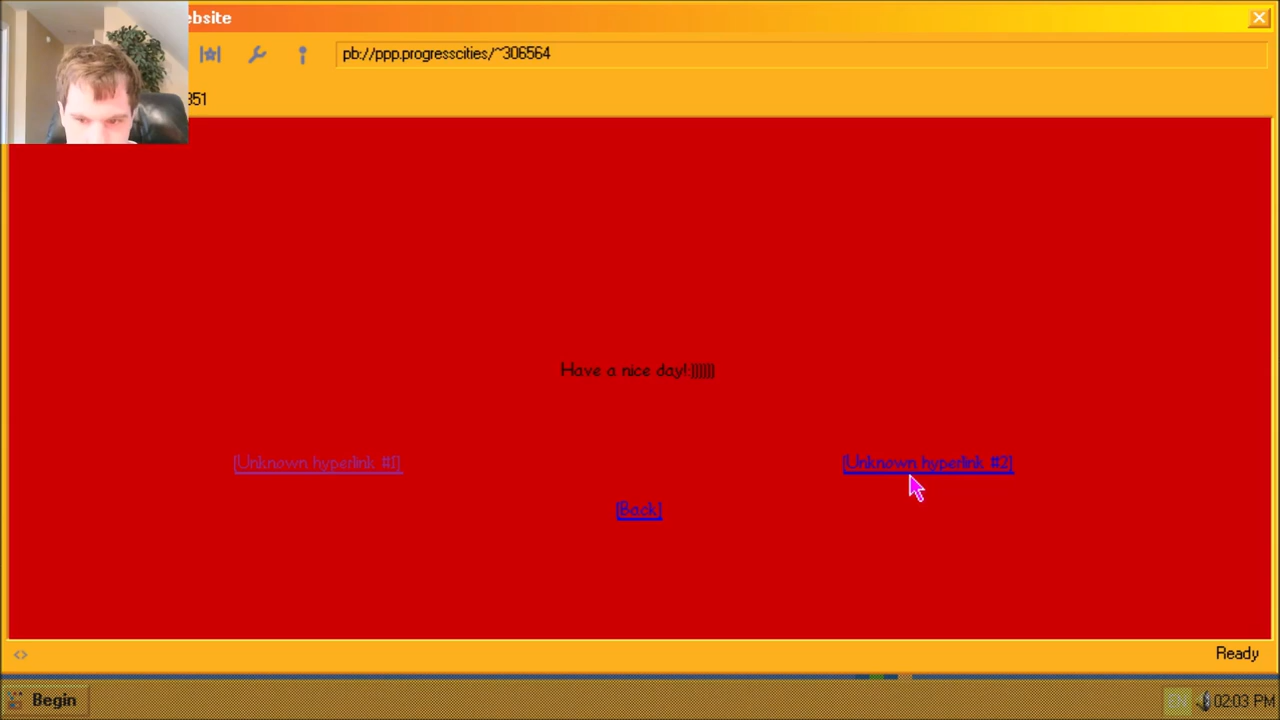 ebsite
pb://ppp.progresscities/~306564
351
Have a nice day!:))))))
[Unknown hyperlink #1]
[Unknown hyperlink #2]
[Back]
Ready
Begin
EN
02:03 PM